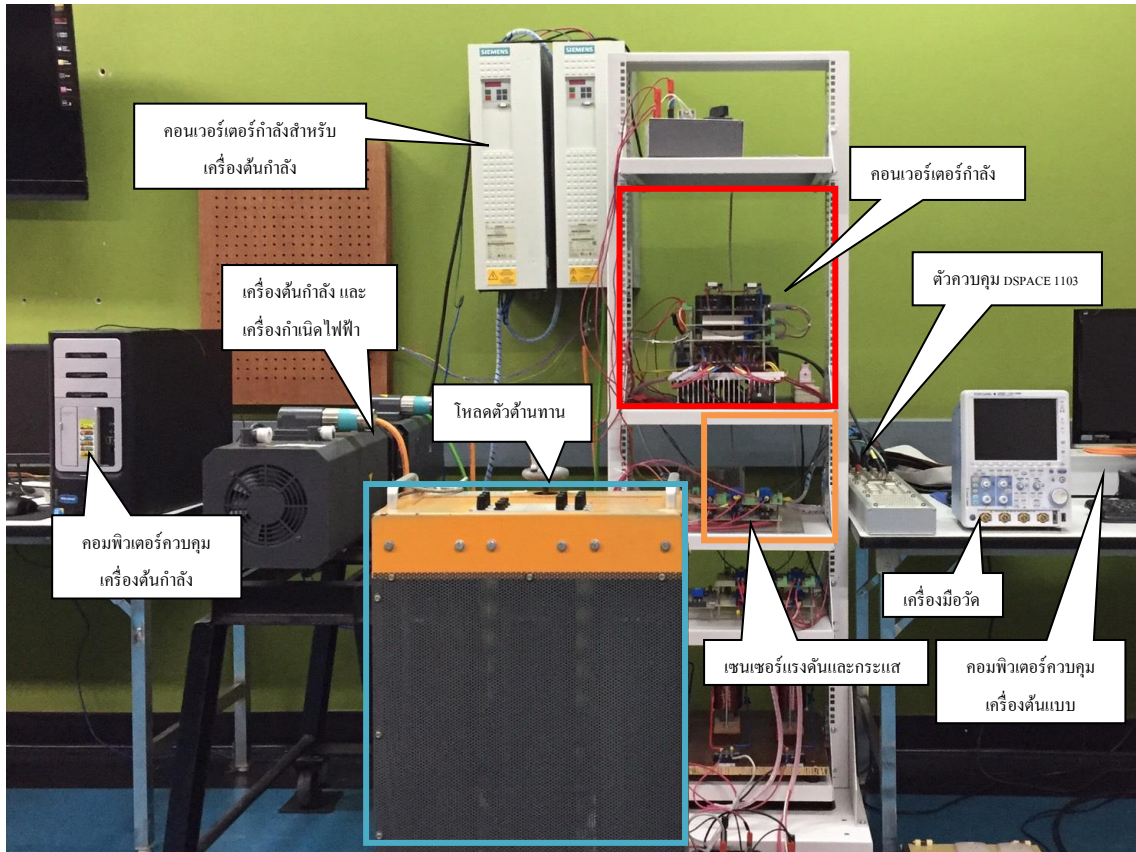 SIEMENS
SIEMENS
คอนเวอร์เตอร์กำลังสำหรับ
เครื่องต้นกำลัง
คอนเวอร์เตอร์กำลัง
เครื่องต้นกำลัง และ
เครื่องกำเนิดไฟฟ้า
ตัวควบคุม DSPACE 1103
โหลดตัวต้านทาน
คอมพิวเตอร์ควบคุม
เครื่องต้นกำลัง
เครื่องมือวัด
เซนเซอร์แรงดันและกระแส
คอมพิวเตอร์ควบคุม
เครื่องต้นแบบ